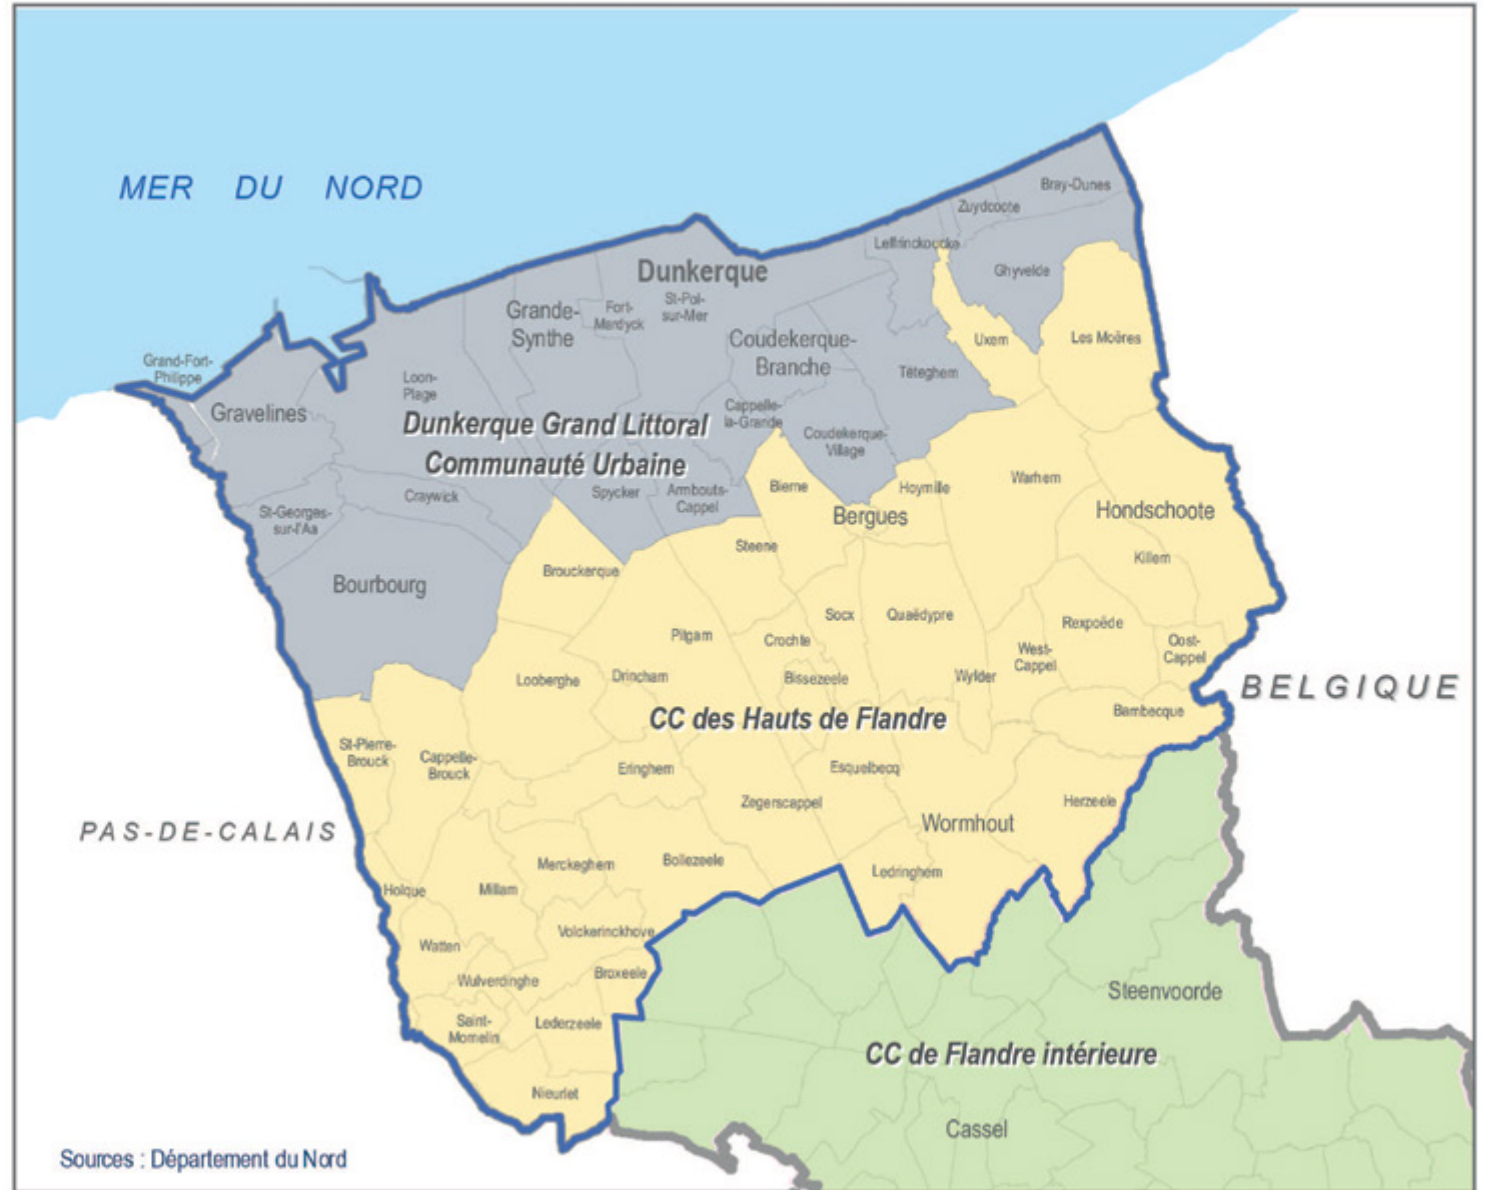 MER DU NORD
Bray-Dunes
Zuydcoote
Leffrinckoucke
Ghyvelde
Dunkerque
St-Pol-
sur-Mer
Fort-
Mardyck
Grande-
Synthe
Coudekerque-
Branche
Uxem
Les Moëres
Grand-Fort-
Philippe
Téteghem
Loon-
Plage
Gravelines
Cappelle-
la-Grande
Dunkerque Grand Littoral
Communauté Urbaine
Coudekerque-
Village
Craywick
Spycker
Armbouts-
Cappel
Bierne
Hoymille
Warhem
St-Georges-
sur-l'Aa
Bergues
Hondschoote
Steene
Killem
Bourbourg
Brouckerque
Socx
Quaëdypre
Rexpoëde
Pitgam
Crochte
West-
Cappel
Oost-
Cappel
Looberghe
Drincham
Bissezeele
Wylder
BELGIQUE
CC des Hauts de Flandre
Bambecque
St-Pierre-
Brouck
Cappelle-
Brouck
Eringhem
Esquelbecq
Zegerscappel
Herzeele
Wormhout
PAS-DE-CALAIS
Merckeghem
Bollezeele
Ledringhem
Holque
Millam
Volckerinckhove
Watten
Wulverdinghe
Broxeele
Steenvoorde
Saint-
Momelin
Lederzeele
CC de Flandre intérieure
Nieurlet
Cassel
Sources : Département du Nord